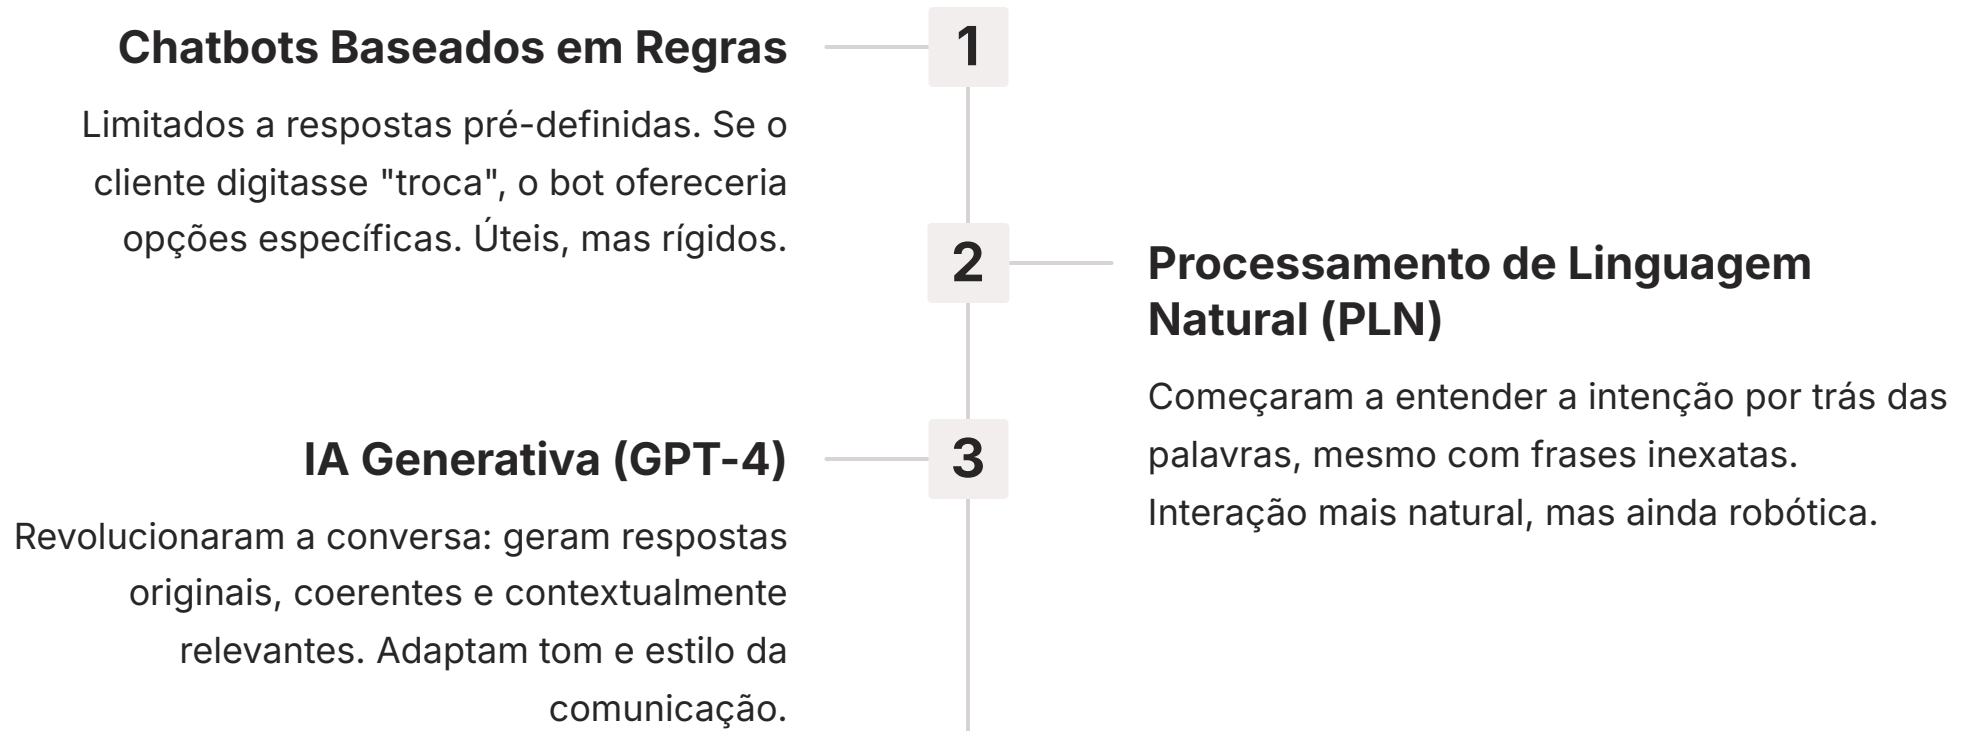 Chatbots Baseados em Regras
1
Limitados a respostas pré-definidas. Se o
cliente digitasse "troca", o bot ofereceria
opções específicas. Úteis, mas rígidos.
2
Processamento de Linguagem
Natural (PLN)
Começaram a entender a intenção por trás das
palavras, mesmo com frases inexatas.
Interação mais natural, mas ainda robótica.
IA Generativa (GPT-4)
3
Revolucionaram a conversa: geram respostas
originais, coerentes e contextualmente
relevantes. Adaptam tom e estilo da
comunicação.